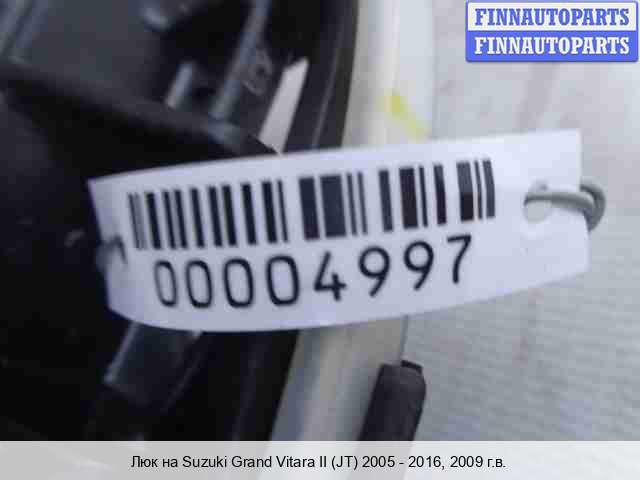 FINNAUTOPARTS
FINNAUTOPARTS
00004997
Люк на Suzuki Grand Vitara II (JT) 2005 - 2016, 2009 г.в.